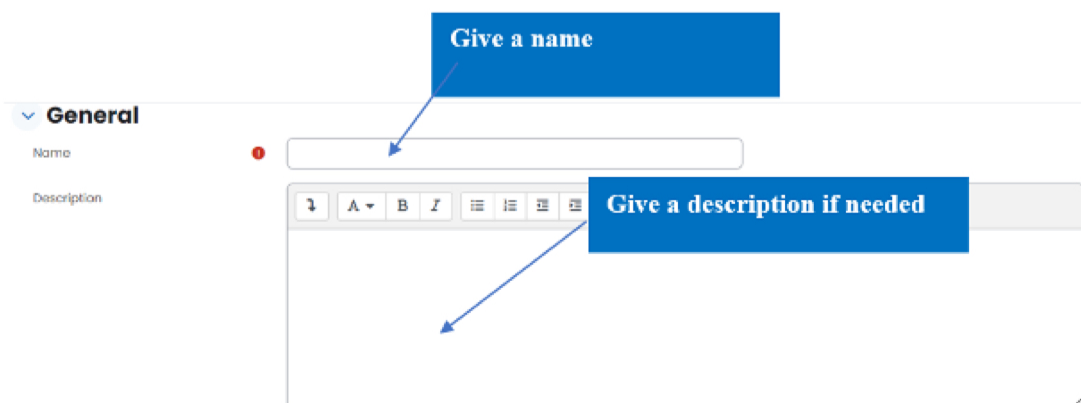 Give a name
General
Name
Description
A B I
Give a description if needed